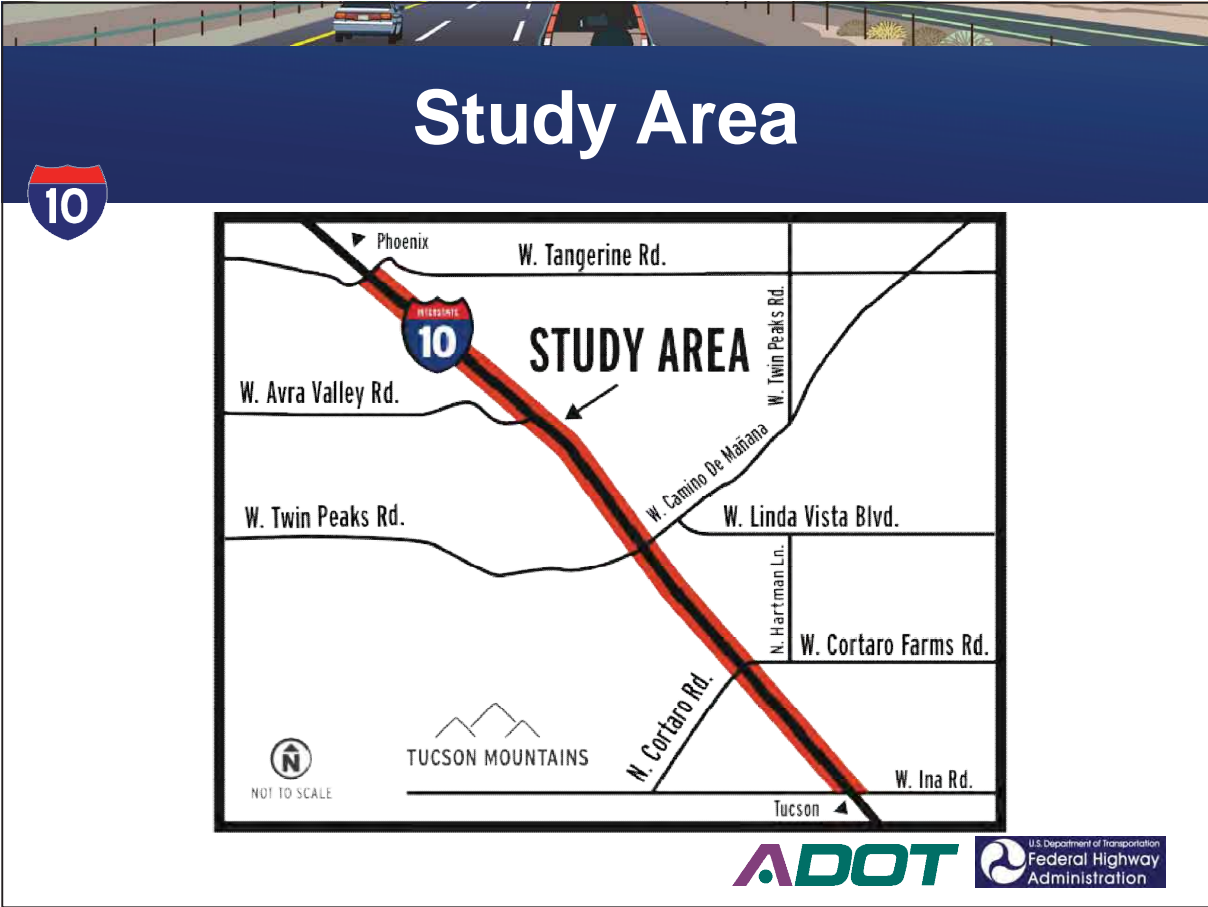 Study Area
10
Phoenix
W. Tangerine Rd.
INTERSTATE
10
STUDY AREA
W. Twin Peaks Rd.
W. Avra Valley Rd.
W. Camino De Mañana
W. Twin Peaks Rd.
W. Linda Vista Blvd.
N. Hartman Ln.
W. Cortaro Farms Rd.
N. Cortaro Rd.
TUCSON MOUNTAINS
N
NOT TO SCALE
W. Ina Rd.
Tucson
ADOT
U.S. Department of Transportation
Federal Highway
Administration